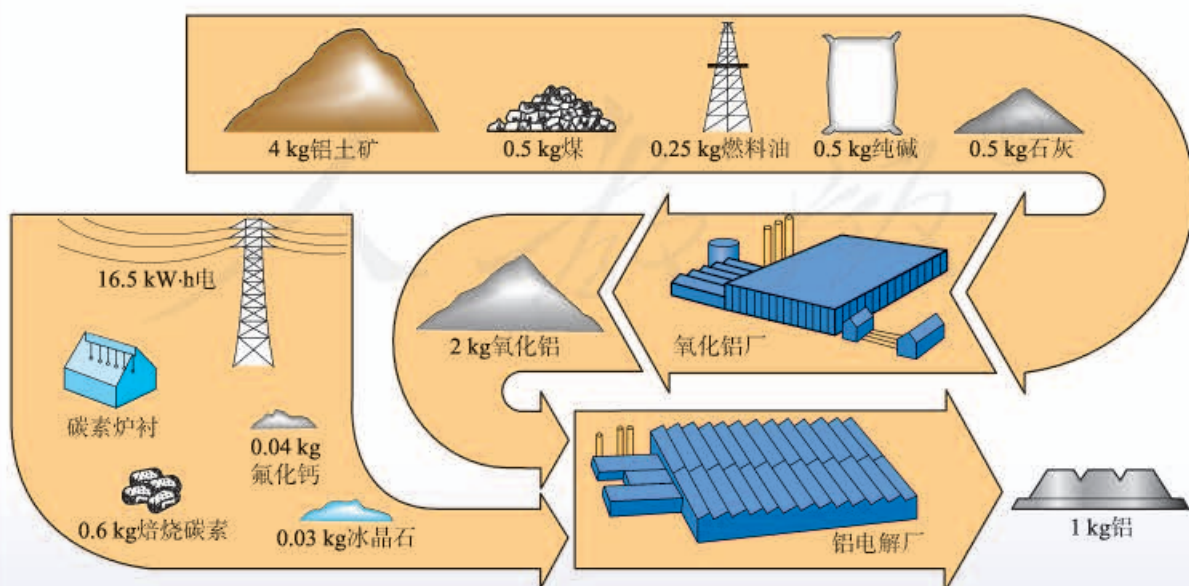 4 kg铝土矿
0.5 kg煤
0.25 kg燃料油
0.5 kg纯碱
0.5 kg石灰
16.5 kW·h电
碳素炉衬
0.04 kg
氟化钙
0.6 kg焙烧碳素
0.03 kg冰晶石
2 kg氧化铝
氧化铝厂
铝电解厂
1 kg铝